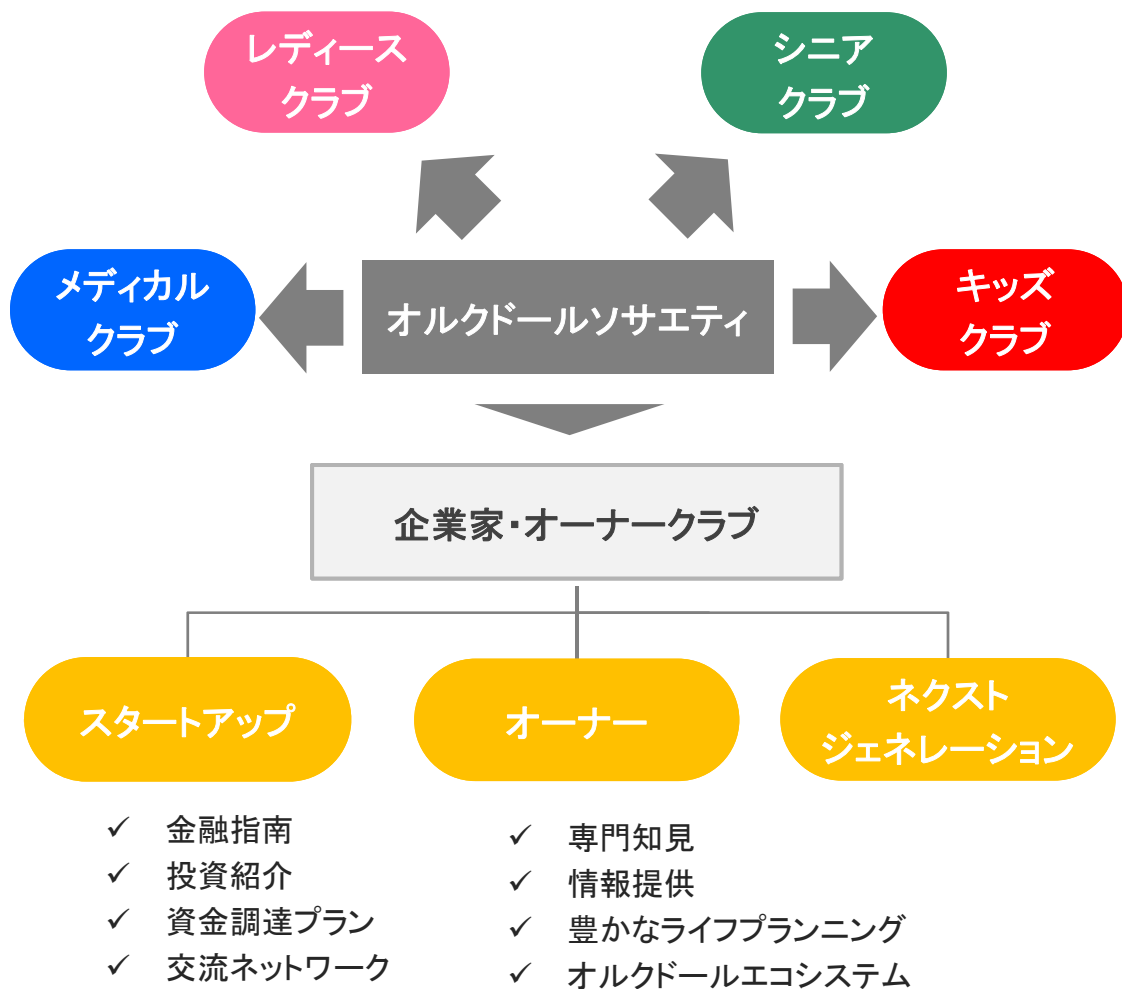 レディース
クラブ
シニア
クラブ
メディカル
クラブ
オルクドールソサエティ
キッズ
クラブ
企業家・オーナークラブ
スタートアップ
オーナー
ネクスト
ジェネレーション
✓ 金融指南
✓ 投資紹介
✓ 資金調達プラン
✓ 交流ネットワーク
✓ 専門知見
✓ 情報提供
✓ 豊かなライフプランニング
✓ オルクドールエコシステム